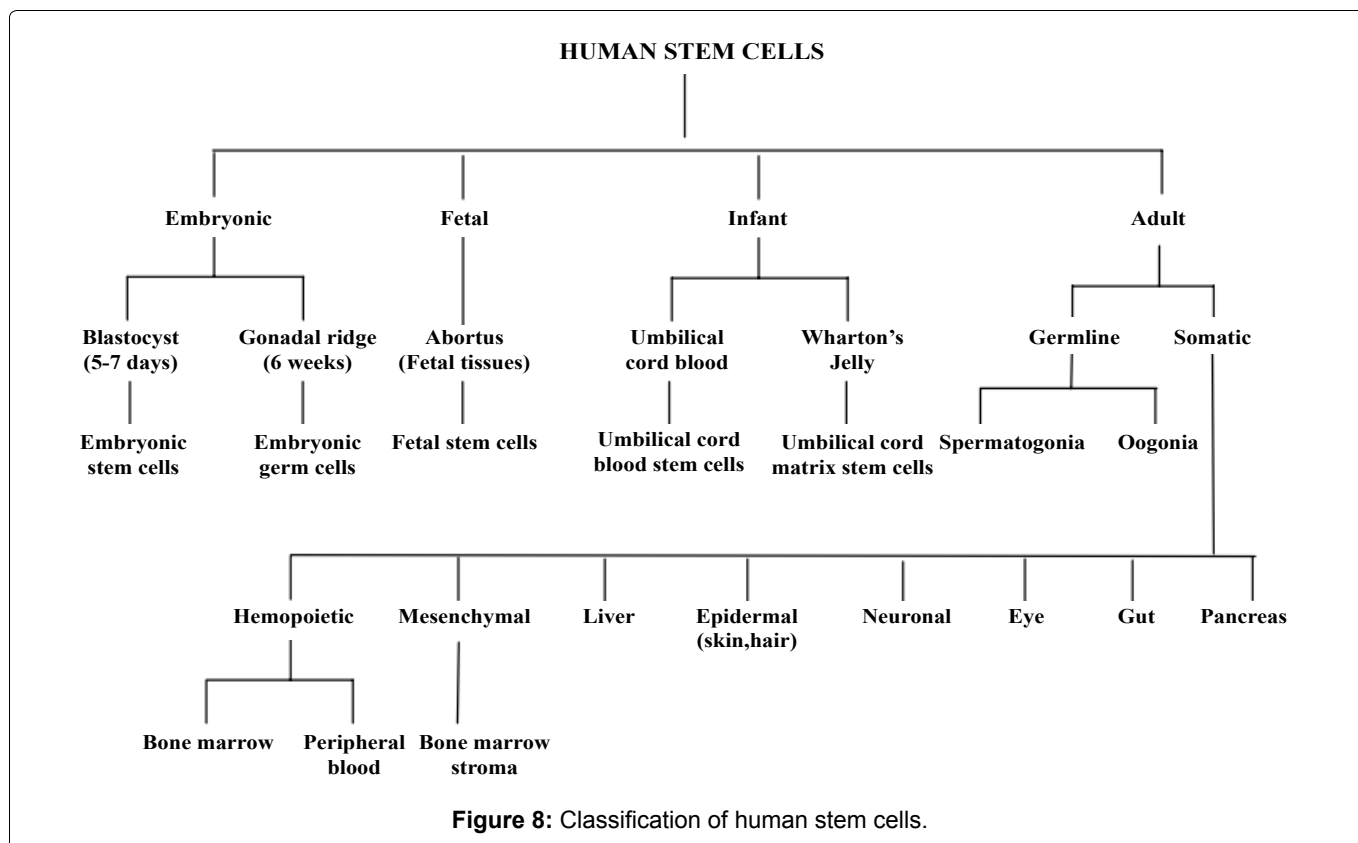 HUMAN STEM CELLS
Embryonic
Fetal
Infant
Adult
Blastocyst
(5-7 days)
Gonadal ridge
(6 weeks)
Abortus
(Fetal tissues)
Umbilical
cord blood
Wharton’s
Jelly
Germline
Somatic
Embryonic
stem cells
Embryonic
germ cells
Fetal stem cells
Umbilical cord
blood stem cells
Umbilical cord
matrix stem cells
Spermatogonia
Oogonia
Hemopoietic
Mesenchymal
Liver
Epidermal
(skin,hair)
Neuronal
Eye
Gut
Pancreas
Bone marrow
Peripheral
blood
Bone marrow
stroma
Figure 8: Classification of human stem cells.